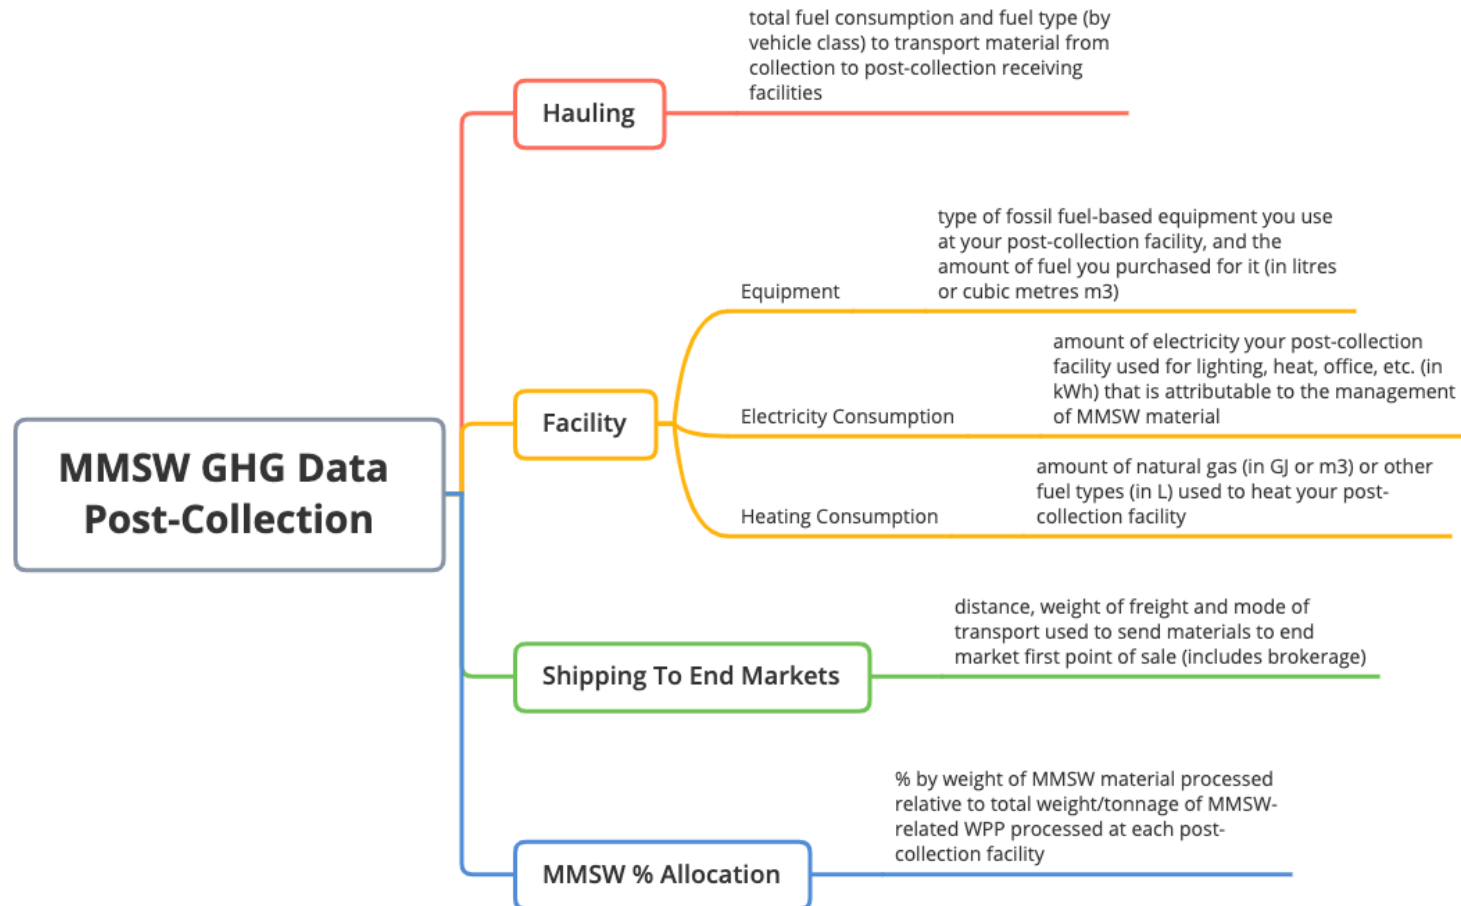 total fuel consumption and fuel type (by
vehicle class) to transport material from
collection to post-collection receiving
facilities
Hauling
type of fossil fuel-based equipment you use
at your post-collection facility, and the
amount of fuel you purchased for it (in litres
or cubic metres m3)
Equipment
amount of electricity your post-collection
facility used for lighting, heat, office, etc. (in
kWh) that is attributable to the management
of MMSW material
Facility
Electricity Consumption
MMSW GHG Data
Post-Collection
amount of natural gas (in GJ or m3) or other
fuel types (in L) used to heat your post-
collection facility
Heating Consumption
distance, weight of freight and mode of
transport used to send materials to end
market first point of sale (includes brokerage)
Shipping To End Markets
% by weight of MMSW material processed
relative to total weight/tonnage of MMSW-
related WPP processed at each post-
collection facility
MMSW % Allocation